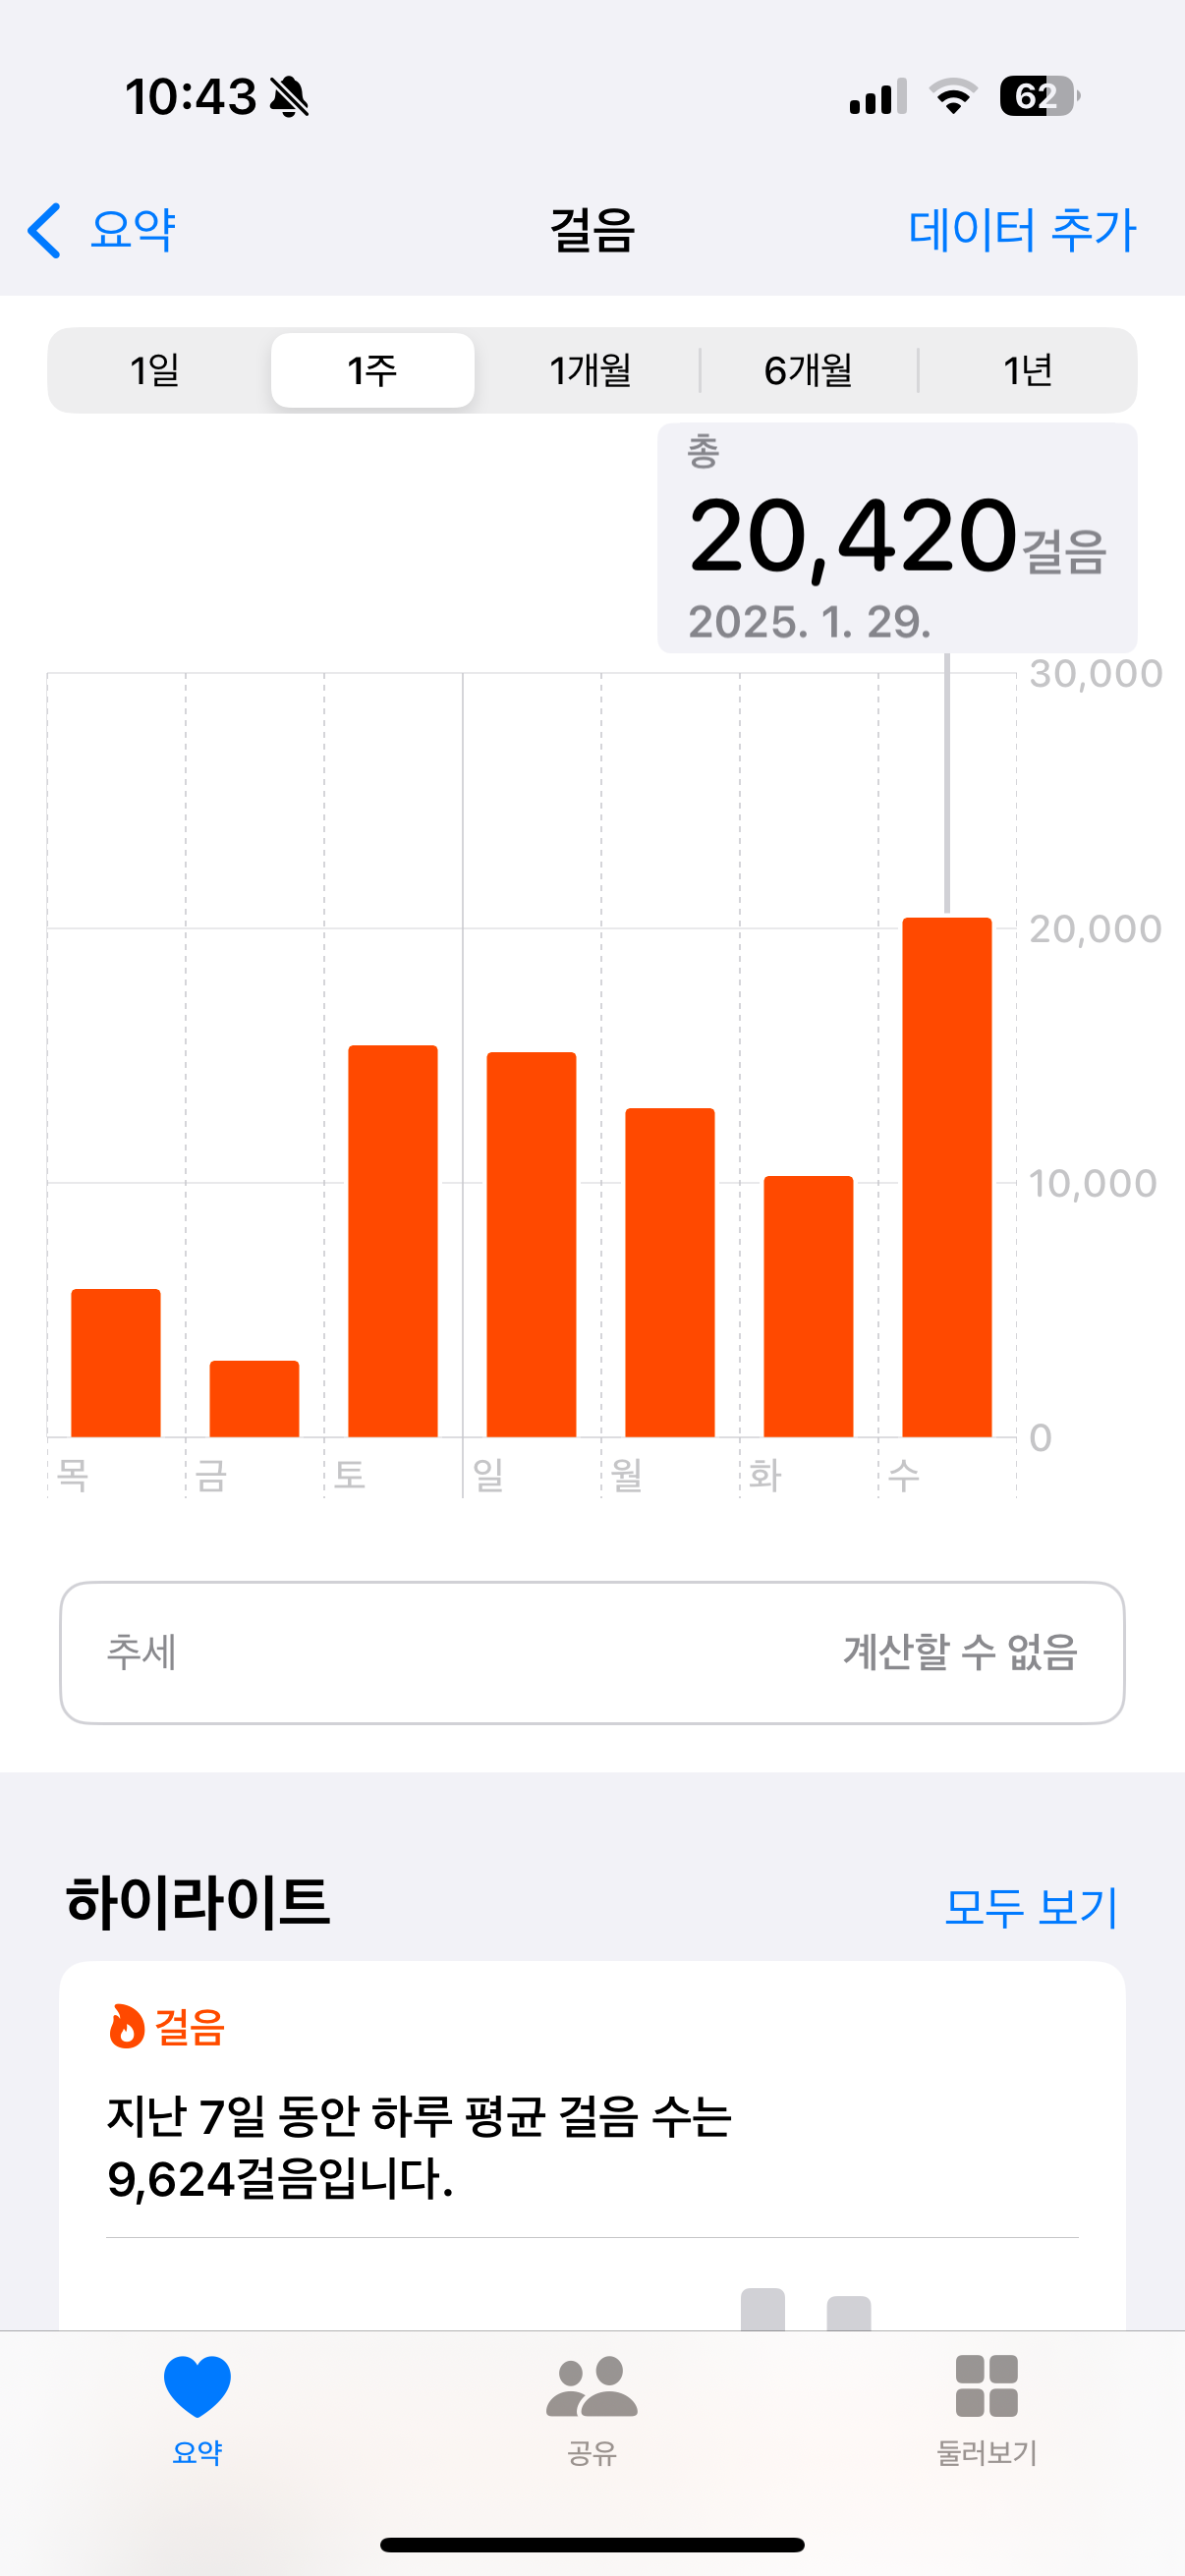 10:43 62
요약 걸음 데이터 추가
1일 1주 1개월 6개월 1년
총
20,420걸음
2025. 1. 29.
30,000
20,000
10,000
0
목 금 토 일 월 화 수
추세 계산할 수 없음
하이라이트 모두 보기
걸음
지난 7일 동안 하루 평균 걸음 수는
9,624걸음입니다.
요약 공유 둘러보기